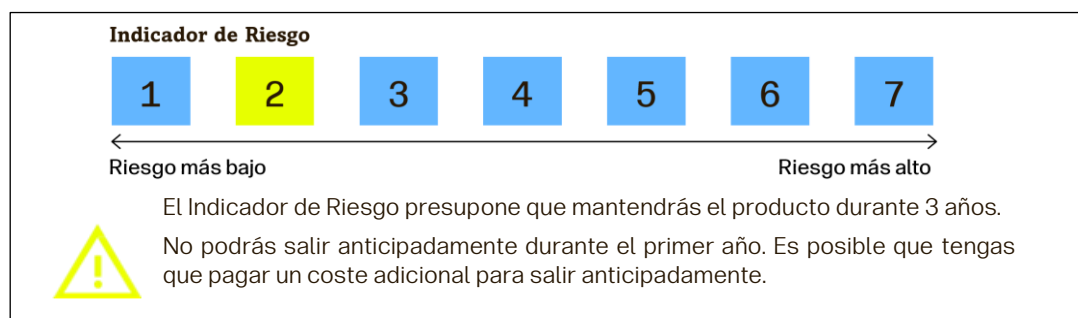 Indicador de Riesgo
1 2 3 4 5 6 7
Riesgo más bajo Riesgo más alto
El Indicador de Riesgo presupone que mantendrás el producto durante 3 años.
No podrás salir anticipadamente durante el primer año. Es posible que tengas
que pagar un coste adicional para salir anticipadamente.